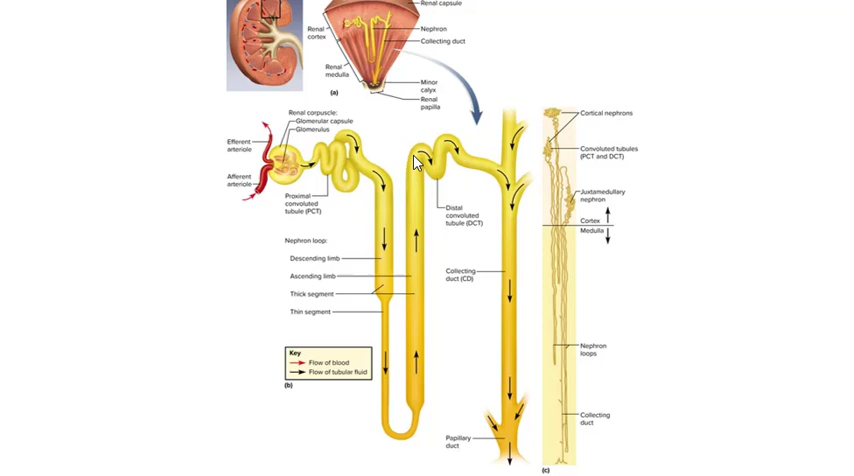 Renal capsule
Renal
cortex
Nephron
Collecting duct
Renal
medulla
Minor
calyx
Renal
papilla
(a)
Renal corpuscle:
Glomerular capsule
Glomerulus
Efferent
arteriole
Afferent
arteriole
Proximal
convoluted
tubule (PCT)
Distal
convoluted
tubule (DCT)
Nephron loop:
Descending limb
Ascending limb
Thick segment
Thin segment
Collecting
duct (CD)
Key
Flow of blood
Flow of tubular fluid
(b)
Papillary
duct
Cortical nephrons
Convoluted tubules
(PCT and DCT)
Juxtamedullary
nephron
Cortex
Medulla
Nephron
loops
Collecting
duct
(c)